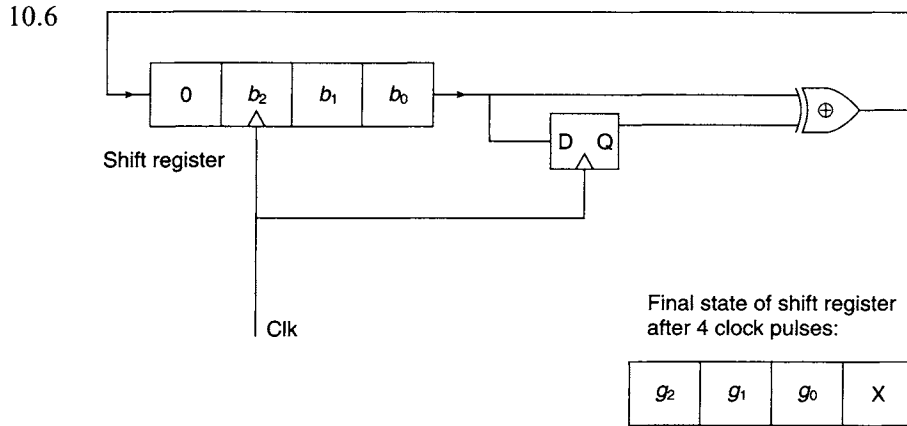 10.6
0 b₂ b₁ b₀
⊕
D Q
Shift register
Clk
Final state of shift register
after 4 clock pulses:
g₂ g₁ g₀ X